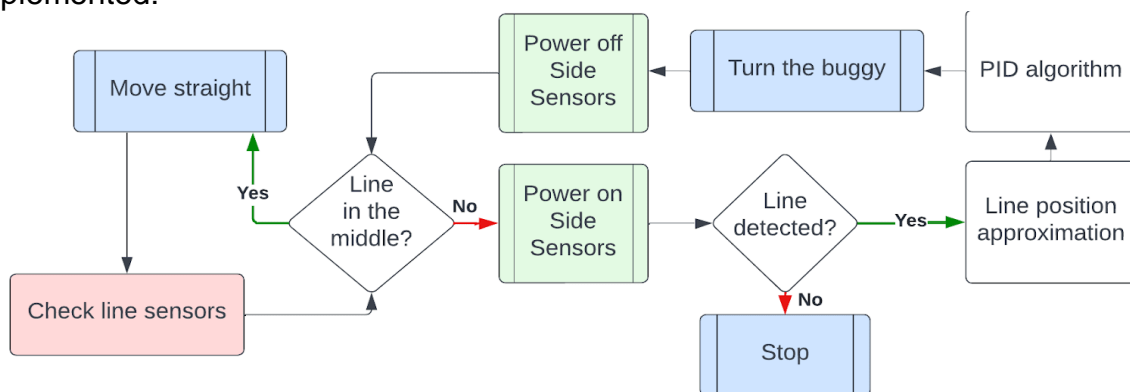 plemented.
Power off
Side
Sensors
Turn the buggy
PID algorithm
Move straight
Yes
Line
in the
middle?
No
Power on
Side
Sensors
Line
detected?
Yes
Line position
approximation
Check line sensors
No
Stop